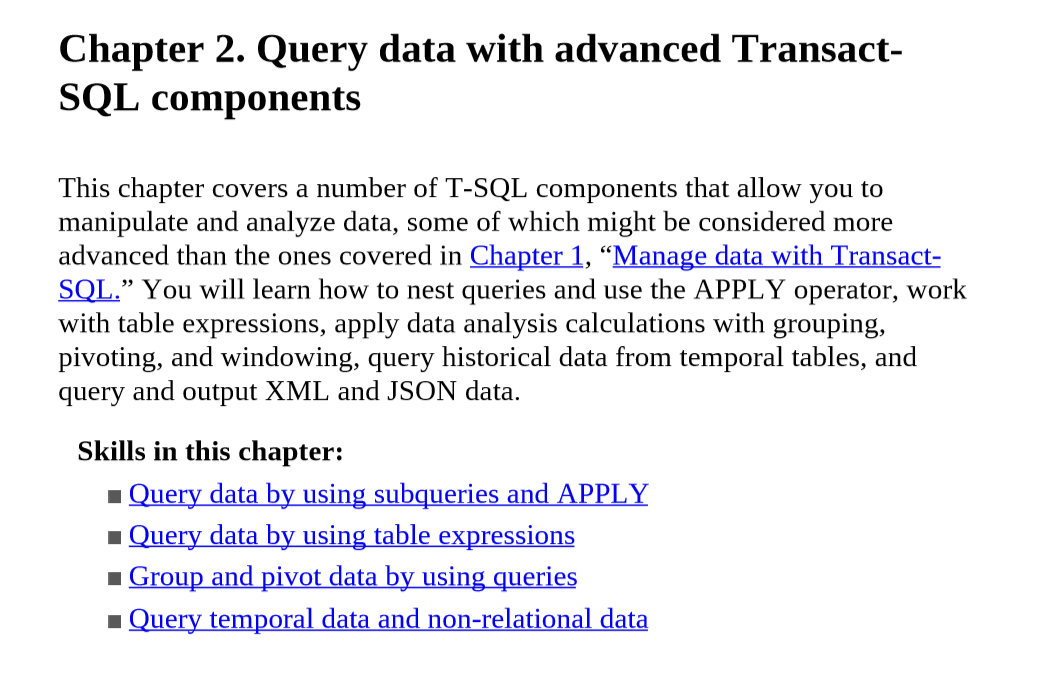 Chapter 2. Query data with advanced Transact-
SQL components
This chapter covers a number of T-SQL components that allow you to
manipulate and analyze data, some of which might be considered more
advanced than the ones covered in Chapter 1, “Manage data with Transact-
SQL.” You will learn how to nest queries and use the APPLY operator, work
with table expressions, apply data analysis calculations with grouping,
pivoting, and windowing, query historical data from temporal tables, and
query and output XML and JSON data.
Skills in this chapter:
■ Query data by using subqueries and APPLY
■ Query data by using table expressions
■ Group and pivot data by using queries
■ Query temporal data and non-relational data